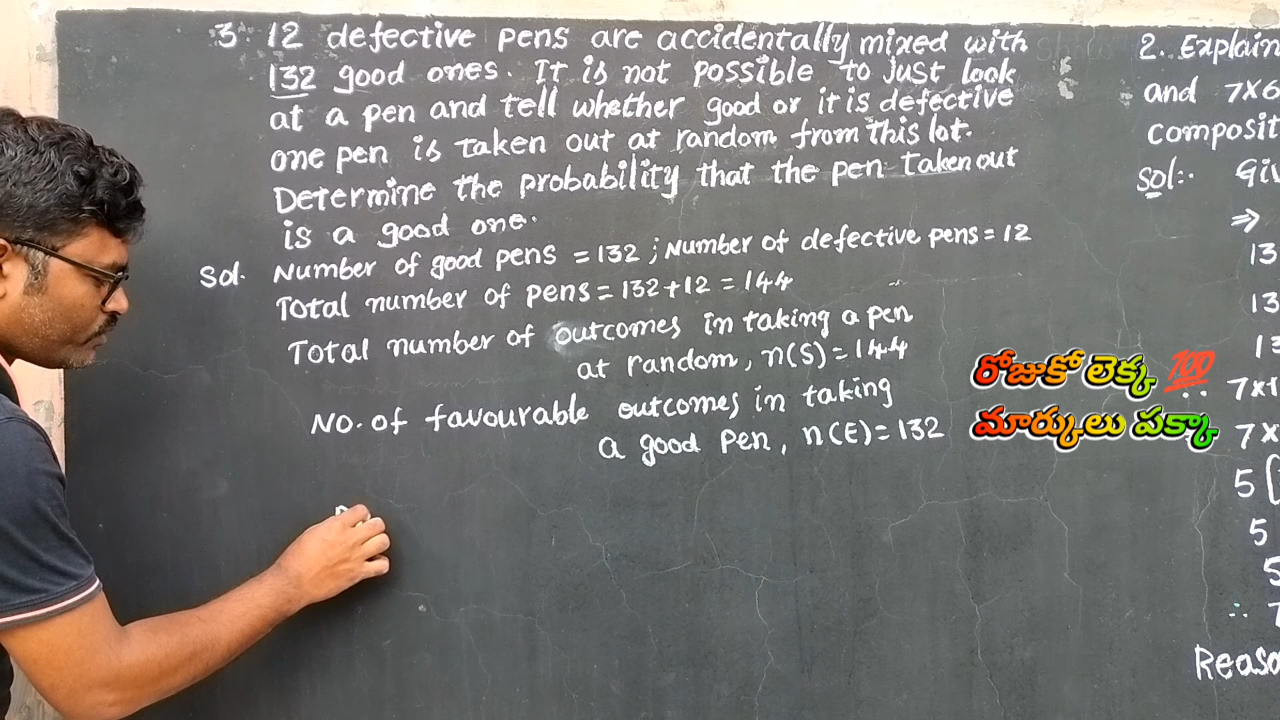 3. 12 defective pens are accidentally mixed with
132 good ones. It is not possible to just look
at a pen and tell whether good or it is defective
one pen is taken out at random from this lot.
Determine the probability that the pen taken out
is a good one.
Sol. Number of good pens = 132 ; Number of defective pens = 12
Total number of pens = 132 + 12 = 144
Total number of outcomes in taking a pen
at random, n(S) = 144
No. of favourable outcomes in taking
a good pen, n(E) = 132
2. Explain
and 7×6
composit
Sol:. Giv
⇒
13
13
13
∴ 7×1
7×
5 [
5
5
∴ 7
Reaso
రోజుకో లెక్క 💯
మార్కులు పక్కా